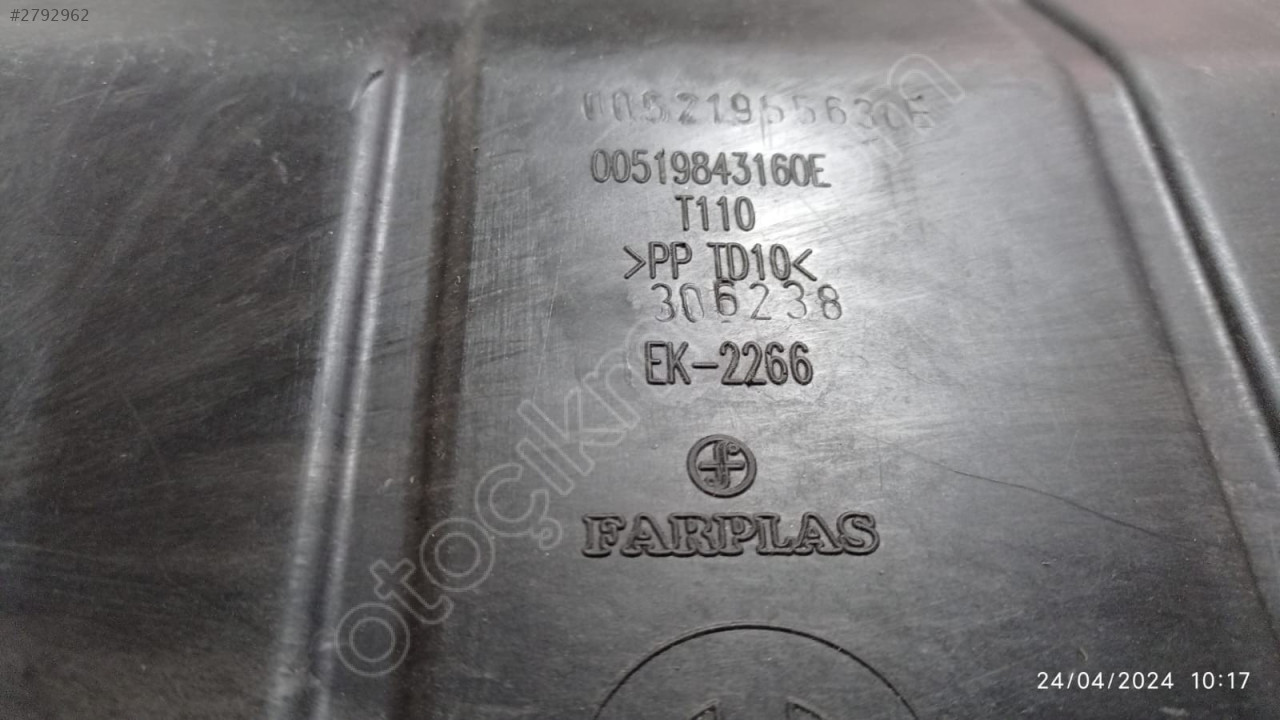 #2792962
00519843160E
T110
>PP TD10<
306238
EK-2266
FARPLAS
24/04/2024 10:17